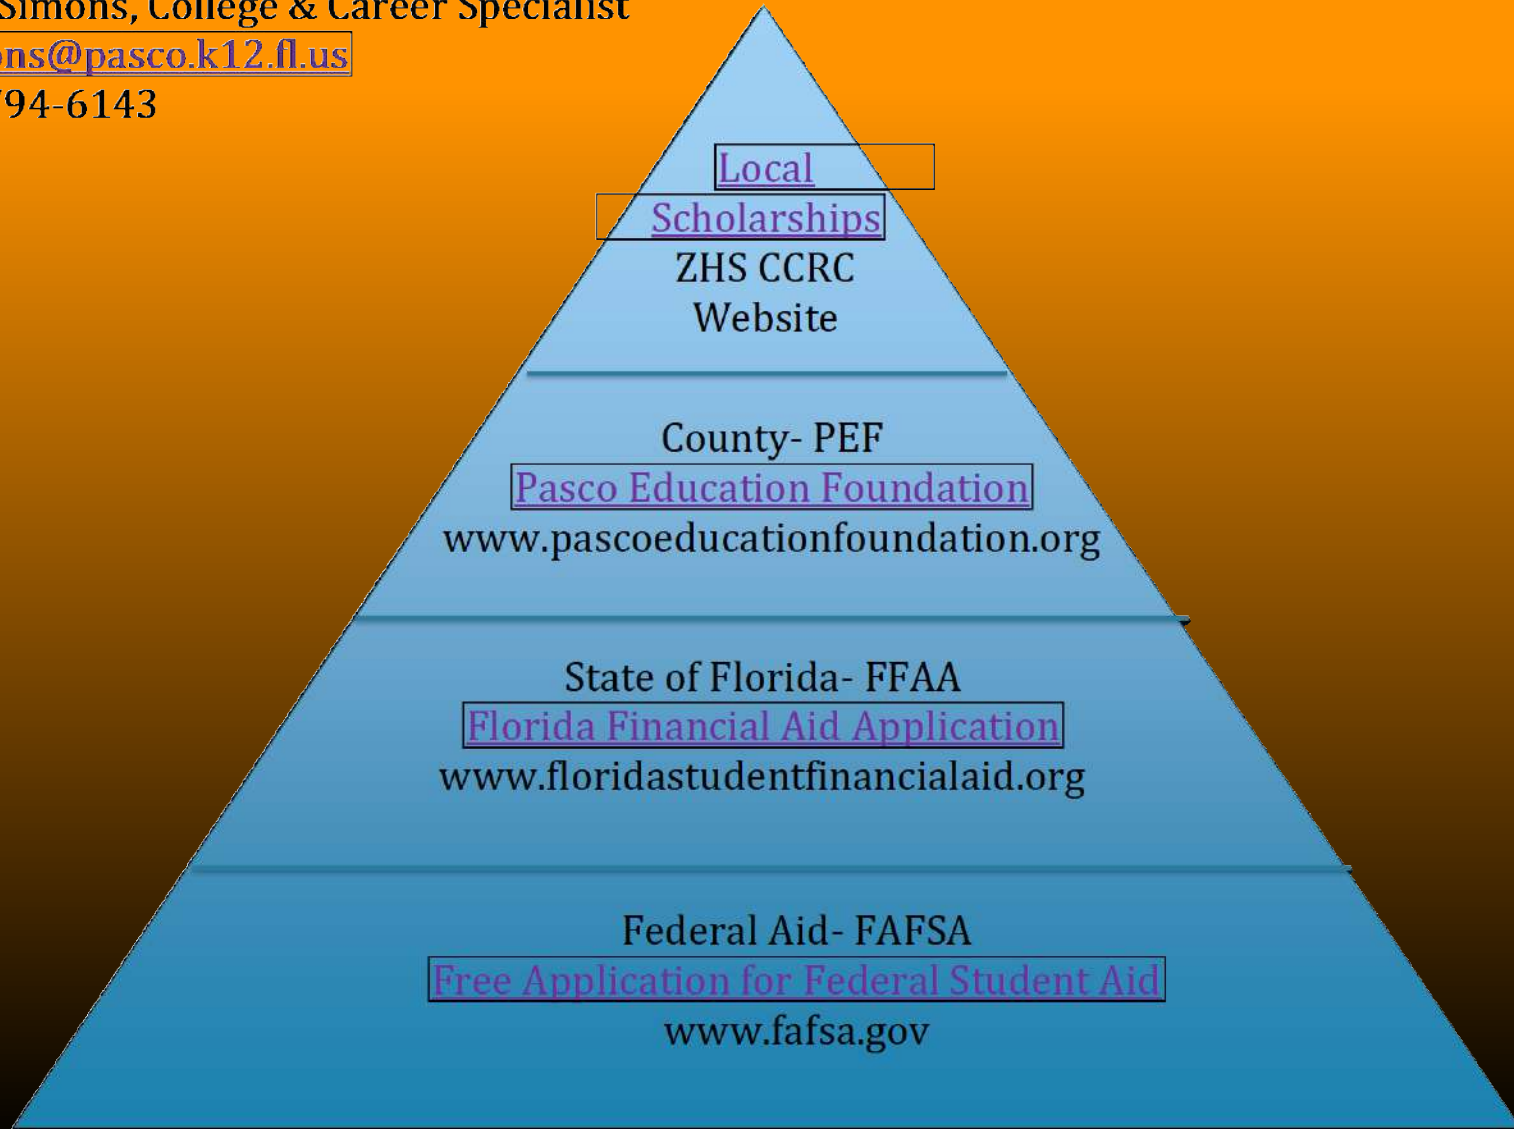 Simons, College & Career Specialist
ons@pasco.k12.fl.us
794-6143
Local
Scholarships
ZHS CCRC
Website
County- PEF
Pasco Education Foundation
www.pascoeducationfoundation.org
State of Florida- FFAA
Florida Financial Aid Application
www.floridastudentfinancialaid.org
Federal Aid- FAFSA
Free Application for Federal Student Aid
www.fafsa.gov